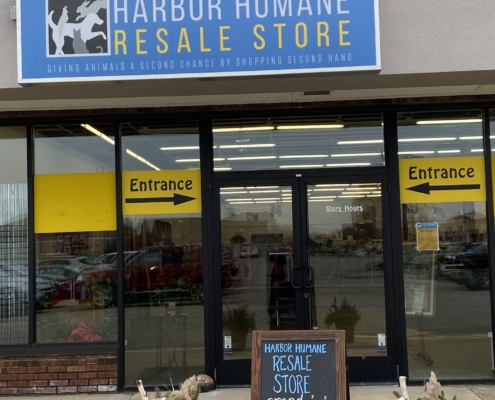 HARBOR HUMANE
RESALE STORE
GIVING ANIMALS A SECOND CHANCE BY SHOPPING SECOND HAND
Entrance
Entrance
Store Hours
HARBOR HUMANE
RESALE
STORE